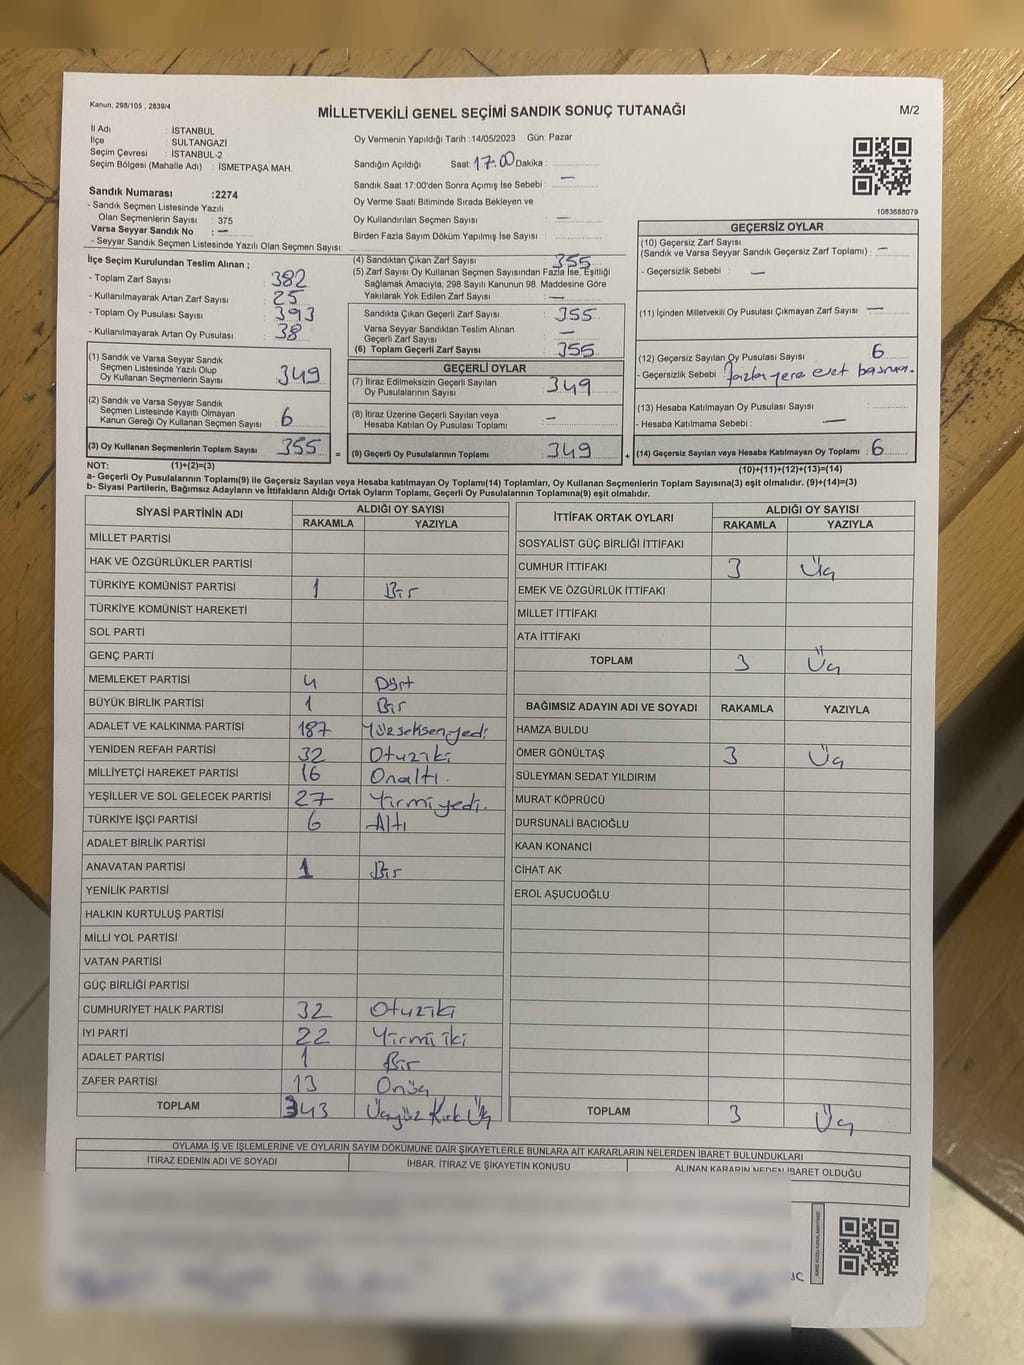 Kanun; 298/105 , 2839/4
MİLLETVEKİLİ GENEL SEÇİMİ SANDIK SONUÇ TUTANAĞI
M/2
İl Adı : İSTANBUL
İlçe : SULTANGAZİ
Seçim Çevresi : İSTANBUL-2
Seçim Bölgesi (Mahalle Adı) : İSMETPAŞA MAH.
Sandık Numarası :2274
- Sandık Seçmen Listesinde Yazılı
Olan Seçmenlerin Sayısı : 375
Varsa Seyyar Sandık No : —
- Seyyar Sandık Seçmen Listesinde Yazılı Olan Seçmen Sayısı: ................
Oy Vermenin Yapıldığı Tarih :14/05/2023 Gün: Pazar
Sandığın Açıldığı Saat: 17:00 Dakika : ................
Sandık Saat 17:00'den Sonra Açımış İse Sebebi : —
Oy Verme Saati Bitiminde Sırada Bekleyen ve
Oy Kullandırılan Seçmen Sayısı : —
Birden Fazla Sayım Döküm Yapılmış İse Sayısı : ................
1083688079
İlçe Seçim Kurulundan Teslim Alınan ;
- Toplam Zarf Sayısı : 382
- Kullanılmayarak Artan Zarf Sayısı : 25
- Toplam Oy Pusulası Sayısı : 393
- Kullanılmayarak Artan Oy Pusulası : 38
(1) Sandık ve Varsa Seyyar Sandık
Seçmen Listesinde Yazılı Olup
Oy Kullanan Seçmenlerin Sayısı : 349
(2) Sandık ve Varsa Seyyar Sandık
Seçmen Listesinde Kayıtlı Olmayan
Kanun Gereği Oy Kullanan Seçmen Sayısı : 6
(3) Oy Kullanan Seçmenlerin Toplam Sayısı : 355
(4) Sandıktan Çıkan Zarf Sayısı : 355
(5) Zarf Sayısı Oy Kullanan Seçmen Sayısından Fazla İse, Eşitliği
Sağlamak Amacıyla, 298 Sayılı Kanunun 98. Maddesine Göre
Yakılarak Yok Edilen Zarf Sayısı : —
Sandıkta Çıkan Geçerli Zarf Sayısı : 355
Varsa Seyyar Sandıktan Teslim Alınan
Geçerli Zarf Sayısı : —
(6) Toplam Geçerli Zarf Sayısı : 355
GEÇERLİ OYLAR
(7) İtiraz Edilmeksizin Geçerli Sayılan
Oy Pusulalarının Sayısı : 349
(8) İtiraz Üzerine Geçerli Sayılan veya
Hesaba Katılan Oy Pusulası Toplamı : —
= (9) Geçerli Oy Pusulalarının Toplamı : 349
GEÇERSİZ OYLAR
(10) Geçersiz Zarf Sayısı
(Sandık ve Varsa Seyyar Sandık Geçersiz Zarf Toplamı) : —
- Geçersizlik Sebebi : —
(11) İçinden Milletvekili Oy Pusulası Çıkmayan Zarf Sayısı : —
(12) Geçersiz Sayılan Oy Pusulası Sayısı : 6
- Geçersizlik Sebebi : fazla yere evet basımı.
(13) Hesaba Katılmayan Oy Pusulası Sayısı : ................
- Hesaba Katılmama Sebebi : —
+ (14) Geçersiz Sayılan veya Hesaba Katılmayan Oy Toplamı : 6
NOT: (1)+(2)=(3)
(10)+(11)+(12)+(13)=(14)
a- Geçerli Oy Pusulalarının Toplamı(9) ile Geçersiz Sayılan veya Hesaba katılmayan Oy Toplamı(14) Toplamları, Oy Kullanan Seçmenlerin Toplam Sayısına(3) eşit olmalıdır. (9)+(14)=(3)
b- Siyasi Partilerin, Bağımsız Adayların ve İttifakların Aldığı Ortak Oyların Toplamı, Geçerli Oy Pusulalarının Toplamına(9) eşit olmalıdır.
SİYASİ PARTİNİN ADI ALDIĞI OY SAYISI
RAKAMLA YAZIYLA
MİLLET PARTİSİ
HAK VE ÖZGÜRLÜKLER PARTİSİ
TÜRKİYE KOMÜNİST PARTİSİ 1 Bir
TÜRKİYE KOMÜNİST HAREKETİ
SOL PARTİ
GENÇ PARTİ
MEMLEKET PARTİSİ 4 Dört
BÜYÜK BİRLİK PARTİSİ 1 Bir
ADALET VE KALKINMA PARTİSİ 187 Yüzseksenyedi
YENİDEN REFAH PARTİSİ 32 Otuziki
MİLLİYETÇİ HAREKET PARTİSİ 16 Onaltı.
YEŞİLLER VE SOL GELECEK PARTİSİ 27 Yirmiyedi.
TÜRKİYE İŞÇİ PARTİSİ 6 Altı
ADALET BİRLİK PARTİSİ
ANAVATAN PARTİSİ 1 Bir
YENİLİK PARTİSİ
HALKIN KURTULUŞ PARTİSİ
MİLLİ YOL PARTİSİ
VATAN PARTİSİ
GÜÇ BİRLİĞİ PARTİSİ
CUMHURİYET HALK PARTİSİ 32 Otuziki
İYİ PARTİ 22 Yirmi iki
ADALET PARTİSİ 1 Bir
ZAFER PARTİSİ 13 Onüç
TOPLAM 343 Üçyüz Kırk Üç
İTTİFAK ORTAK OYLARI ALDIĞI OY SAYISI
RAKAMLA YAZIYLA
SOSYALİST GÜÇ BİRLİĞİ İTTİFAKI
CUMHUR İTTİFAKI 3 Üç
EMEK VE ÖZGÜRLÜK İTTİFAKI
MİLLET İTTİFAKI
ATA İTTİFAKI
TOPLAM 3 Üç
BAĞIMSIZ ADAYIN ADI VE SOYADI RAKAMLA YAZIYLA
HAMZA BULDU
ÖMER GÖNÜLTAŞ 3 Üç
SÜLEYMAN SEDAT YILDIRIM
MURAT KÖPRÜCÜ
DURSUNALİ BACIOĞLU
KAAN KONANCİ
CİHAT AK
EROL AŞUCUOĞLU
TOPLAM 3 Üç
OYLAMA İŞ VE İŞLEMLERİNE VE OYLARIN SAYIM DÖKÜMÜNE DAİR ŞİKAYETLERLE BUNLARA AİT KARARLARIN NELERDEN İBARET BULUNDUKLARI
İTİRAZ EDENİN ADI VE SOYADI İHBAR, İTİRAZ VE ŞİKAYETİN KONUSU ALINAN KARARIN NEDEN İBARET OLDUĞU